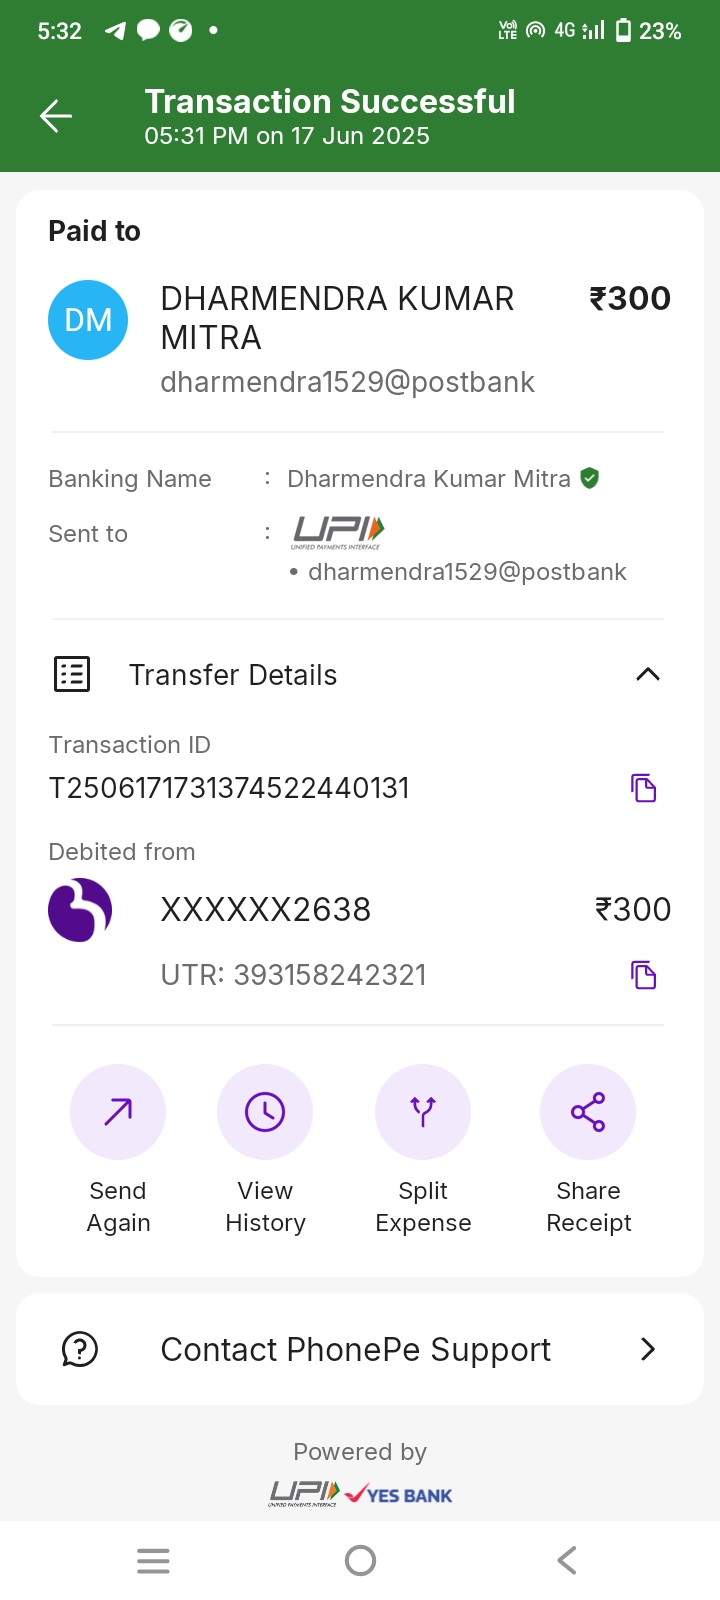 5:32 VoD LTE 4G 23%
Transaction Successful
05:31 PM on 17 Jun 2025
Paid to
DM DHARMENDRA KUMAR ₹300
MITRA
dharmendra1529@postbank
Banking Name : Dharmendra Kumar Mitra
Sent to : UPI
UNIFIED PAYMENTS INTERFACE
• dharmendra1529@postbank
Transfer Details
Transaction ID
T2506171731374522440131
Debited from
XXXXXX2638 ₹300
UTR: 393158242321
Send View Split Share
Again History Expense Receipt
Contact PhonePe Support
Powered by
UPI YES BANK
UNIFIED PAYMENTS INTERFACE